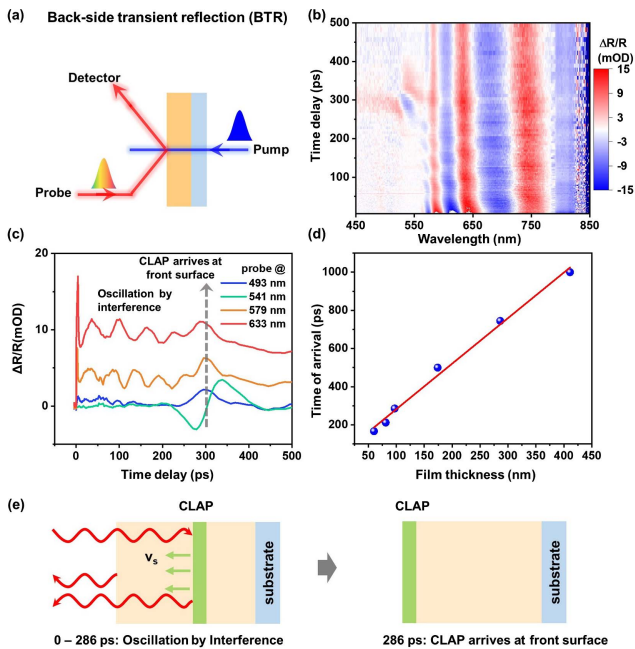 (a)
Back-side transient reflection (BTR)
Detector
Pump
Probe
(b)
Time delay (ps)
500
400
300
200
100
450 500 550 600 650 700 750 800 850
Wavelength (nm)
ΔR/R
(mOD)
15
9
3
-3
-9
-15
(c)
ΔR/R(mOD)
20
10
0
CLAP arrives at
front surface
Oscillation by
interference
probe @
493 nm
541 nm
579 nm
633 nm
0 100 200 300 400 500
Time delay (ps)
(d)
Time of arrival (ps)
1000
800
600
400
200
50 100 150 200 250 300 350 400 450
Film thickness (nm)
(e)
CLAP
vs
substrate
0 – 286 ps: Oscillation by Interference
CLAP
substrate
286 ps: CLAP arrives at front surface